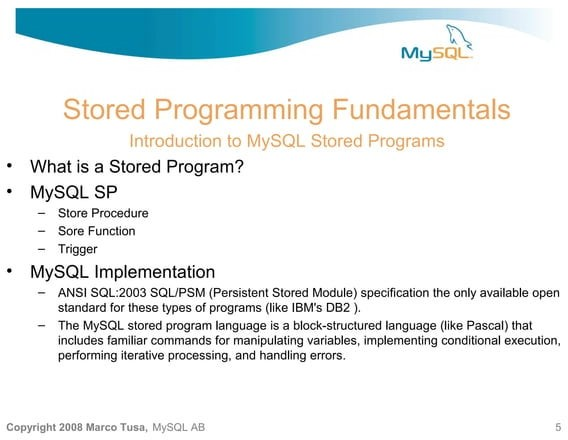 MySQL
Stored Programming Fundamentals
Introduction to MySQL Stored Programs
• What is a Stored Program?
• MySQL SP
– Store Procedure
– Sore Function
– Trigger
• MySQL Implementation
– ANSI SQL:2003 SQL/PSM (Persistent Stored Module) specification the only available open
standard for these types of programs (like IBM's DB2 ).
– The MySQL stored program language is a block-structured language (like Pascal) that
includes familiar commands for manipulating variables, implementing conditional execution,
performing iterative processing, and handling errors.
Copyright 2008 Marco Tusa, MySQL AB 5